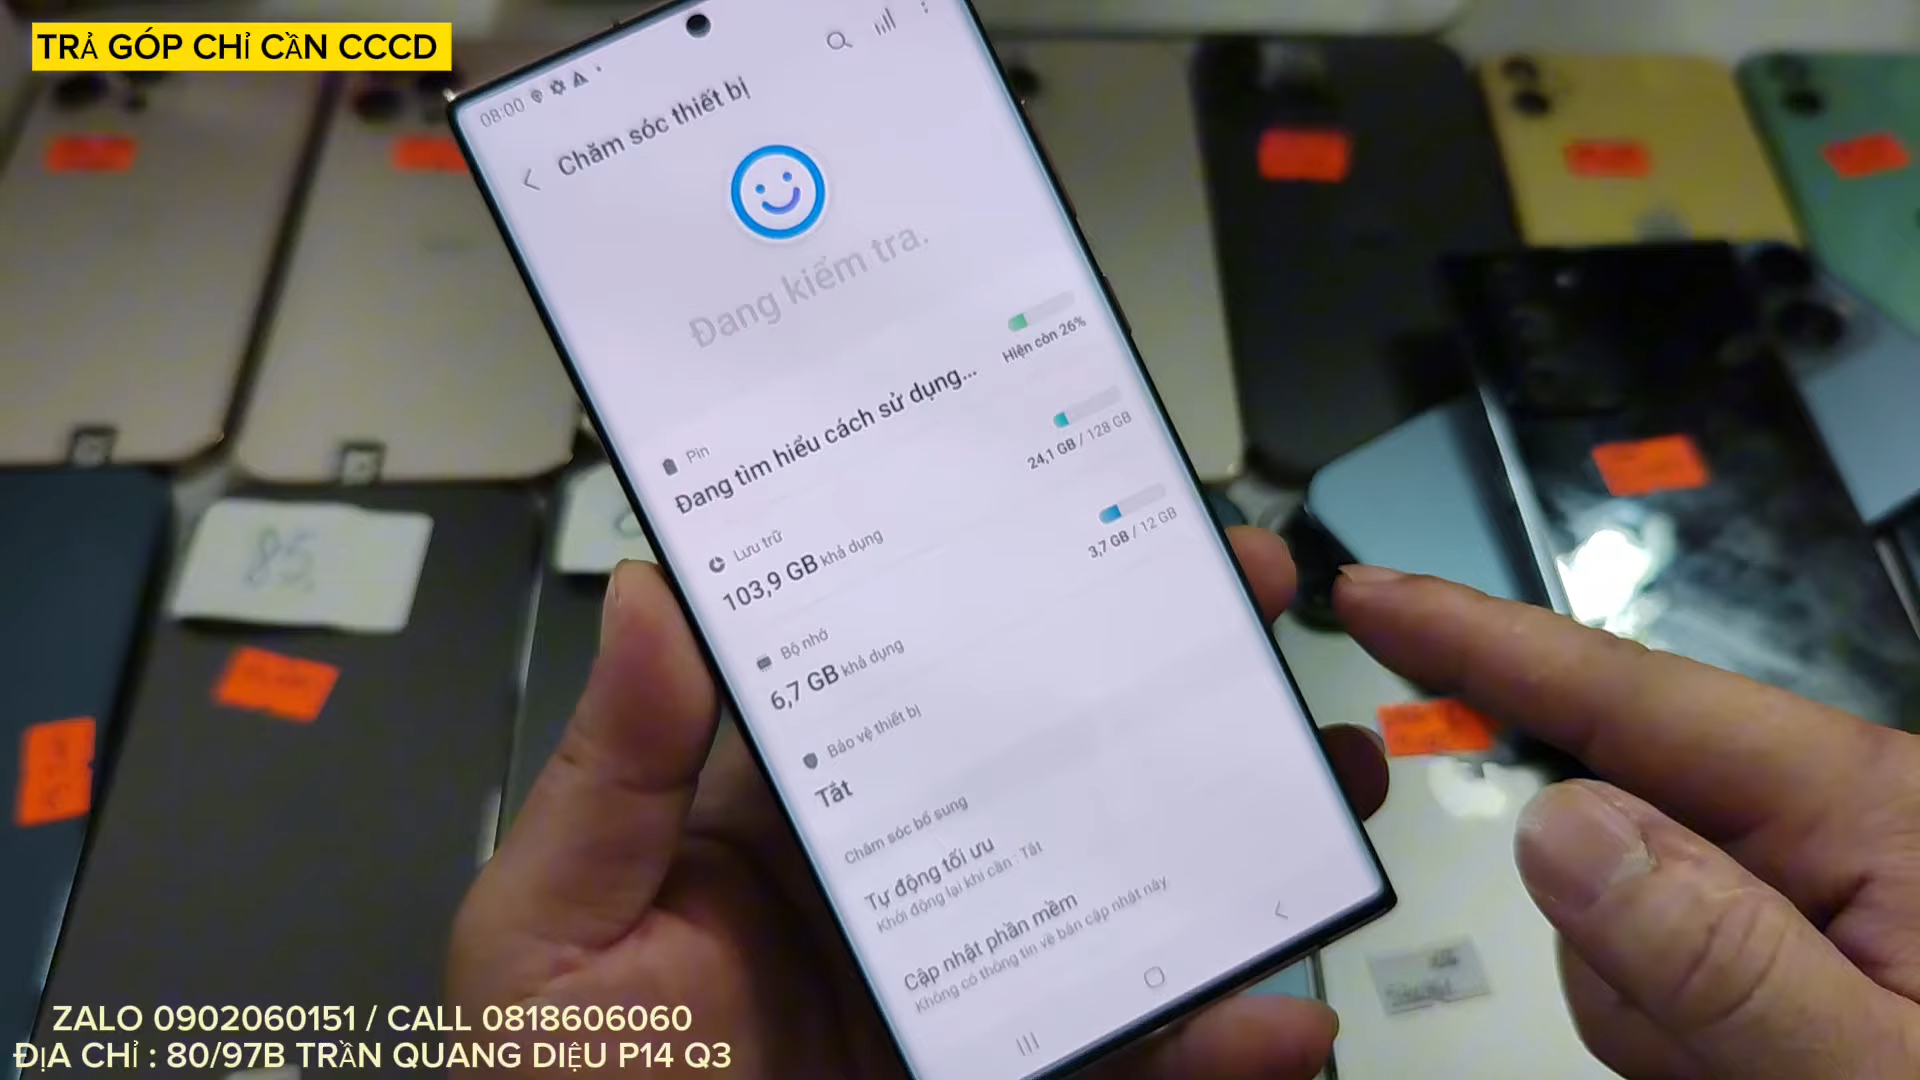 TRẢ GÓP CHỈ CẦN CCCD
08:00
Chăm sóc thiết bị
Đang kiểm tra.
Pin
Đang tìm hiểu cách sử dụng...
Hiện còn 26%
Lưu trữ
103,9 GB khả dụng
24,1 GB / 128 GB
Bộ nhớ
6,7 GB khả dụng
3,7 GB / 12 GB
Bảo vệ thiết bị
Tắt
Chăm sóc bổ sung
Tự động tối ưu
Khởi động lại khi cần : Tắt
Cập nhật phần mềm
Không có thông tin về bản cập nhật này.
85
ZALO 0902060151 / CALL 0818606060
ĐỊA CHỈ : 80/97B TRẦN QUANG DIỆU P14 Q3